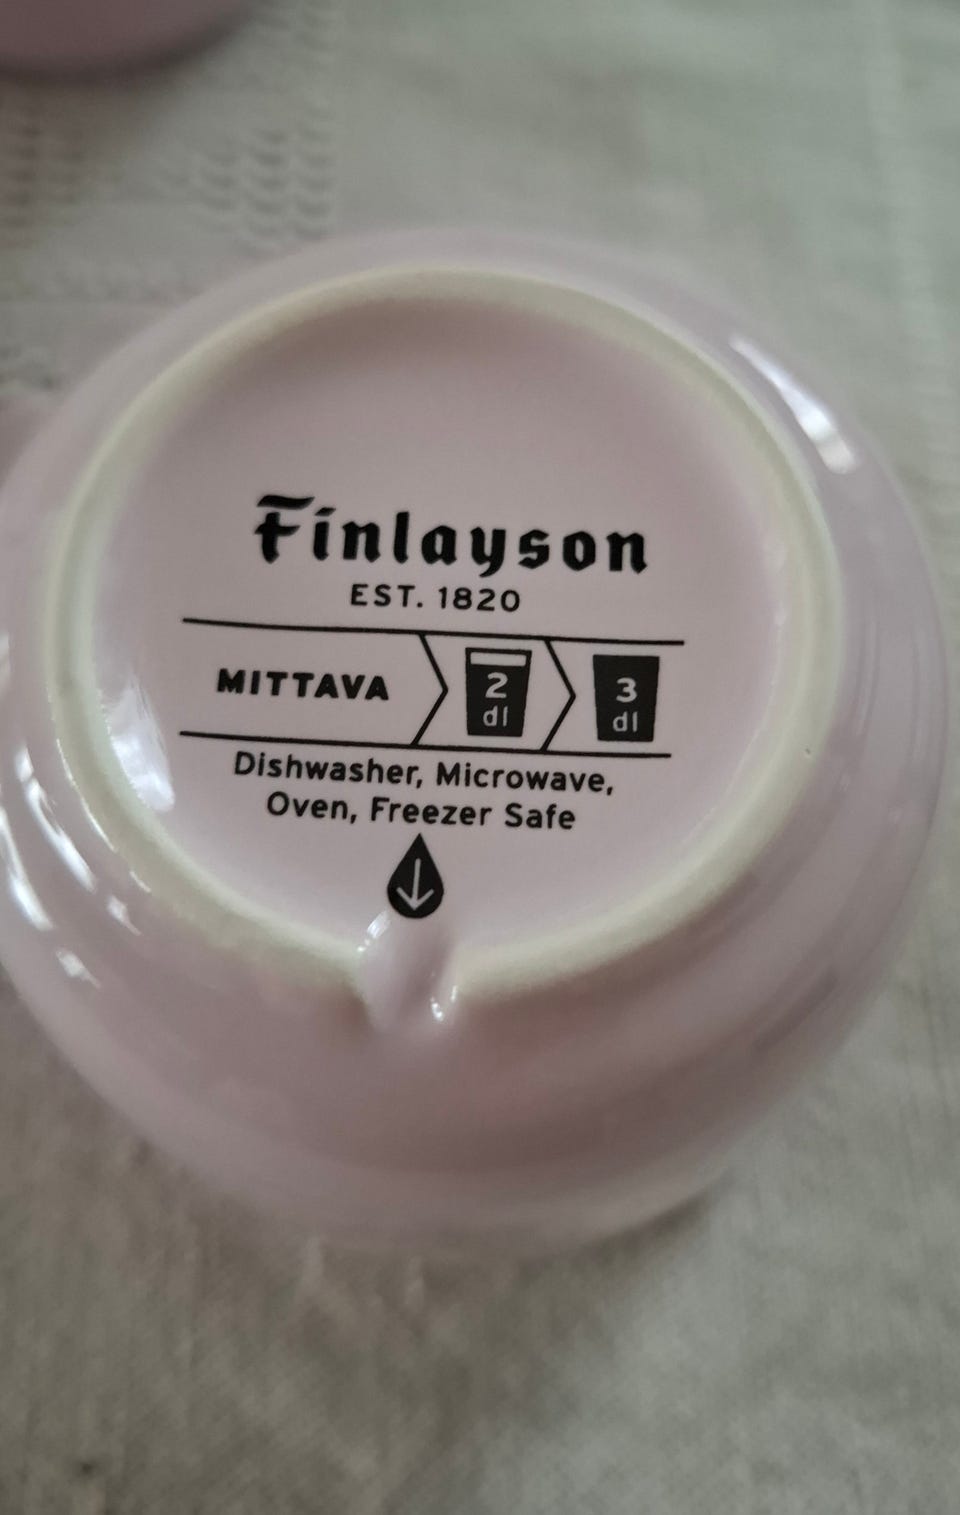 Finlayson
EST. 1820
MITTAVA 2 dl 3 dl
Dishwasher, Microwave,
Oven, Freezer Safe